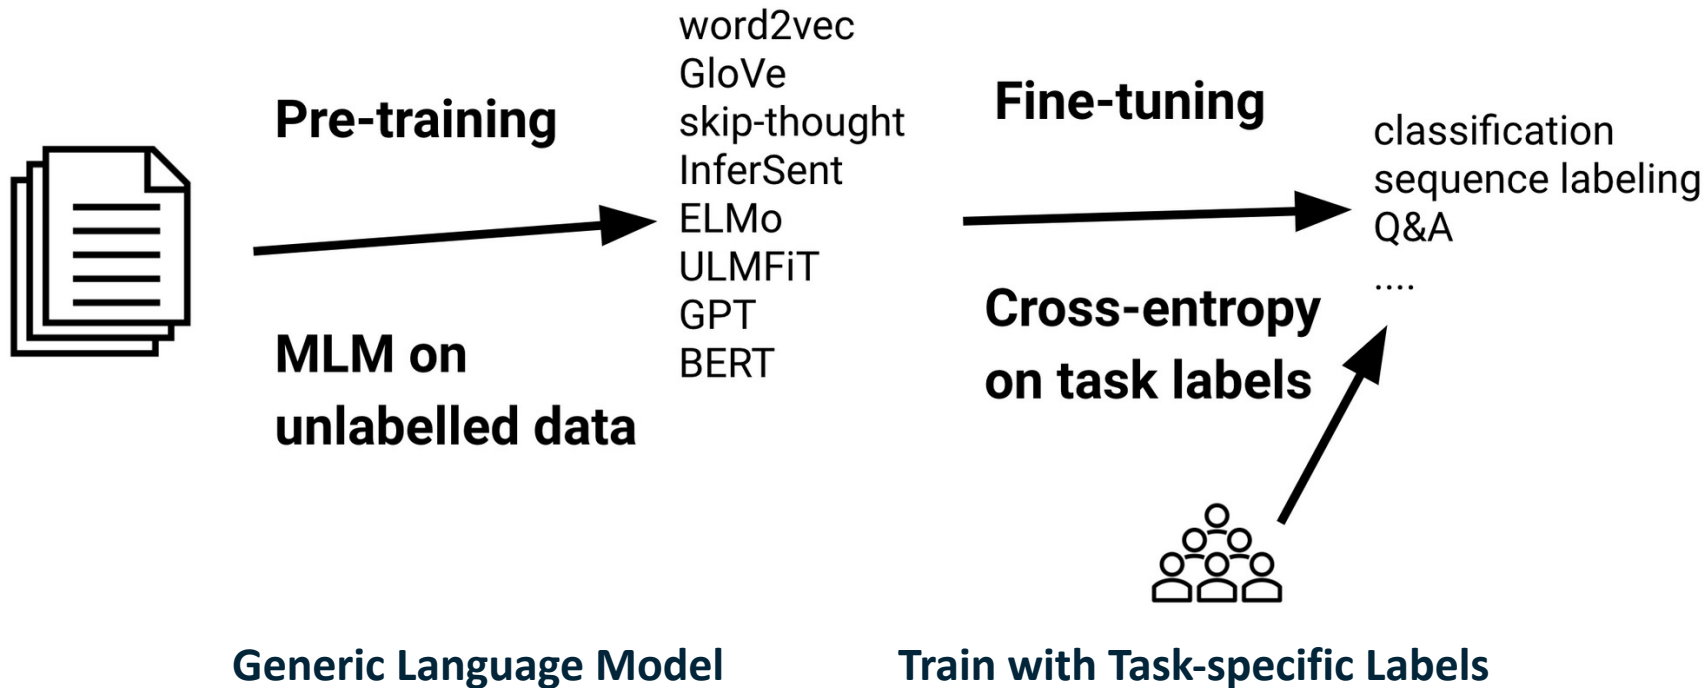 Pre-training
MLM on
unlabelled data
word2vec
GloVe
skip-thought
InferSent
ELMo
ULMFiT
GPT
BERT
Fine-tuning
Cross-entropy
on task labels
classification
sequence labeling
Q&A
....
Generic Language Model
Train with Task-specific Labels